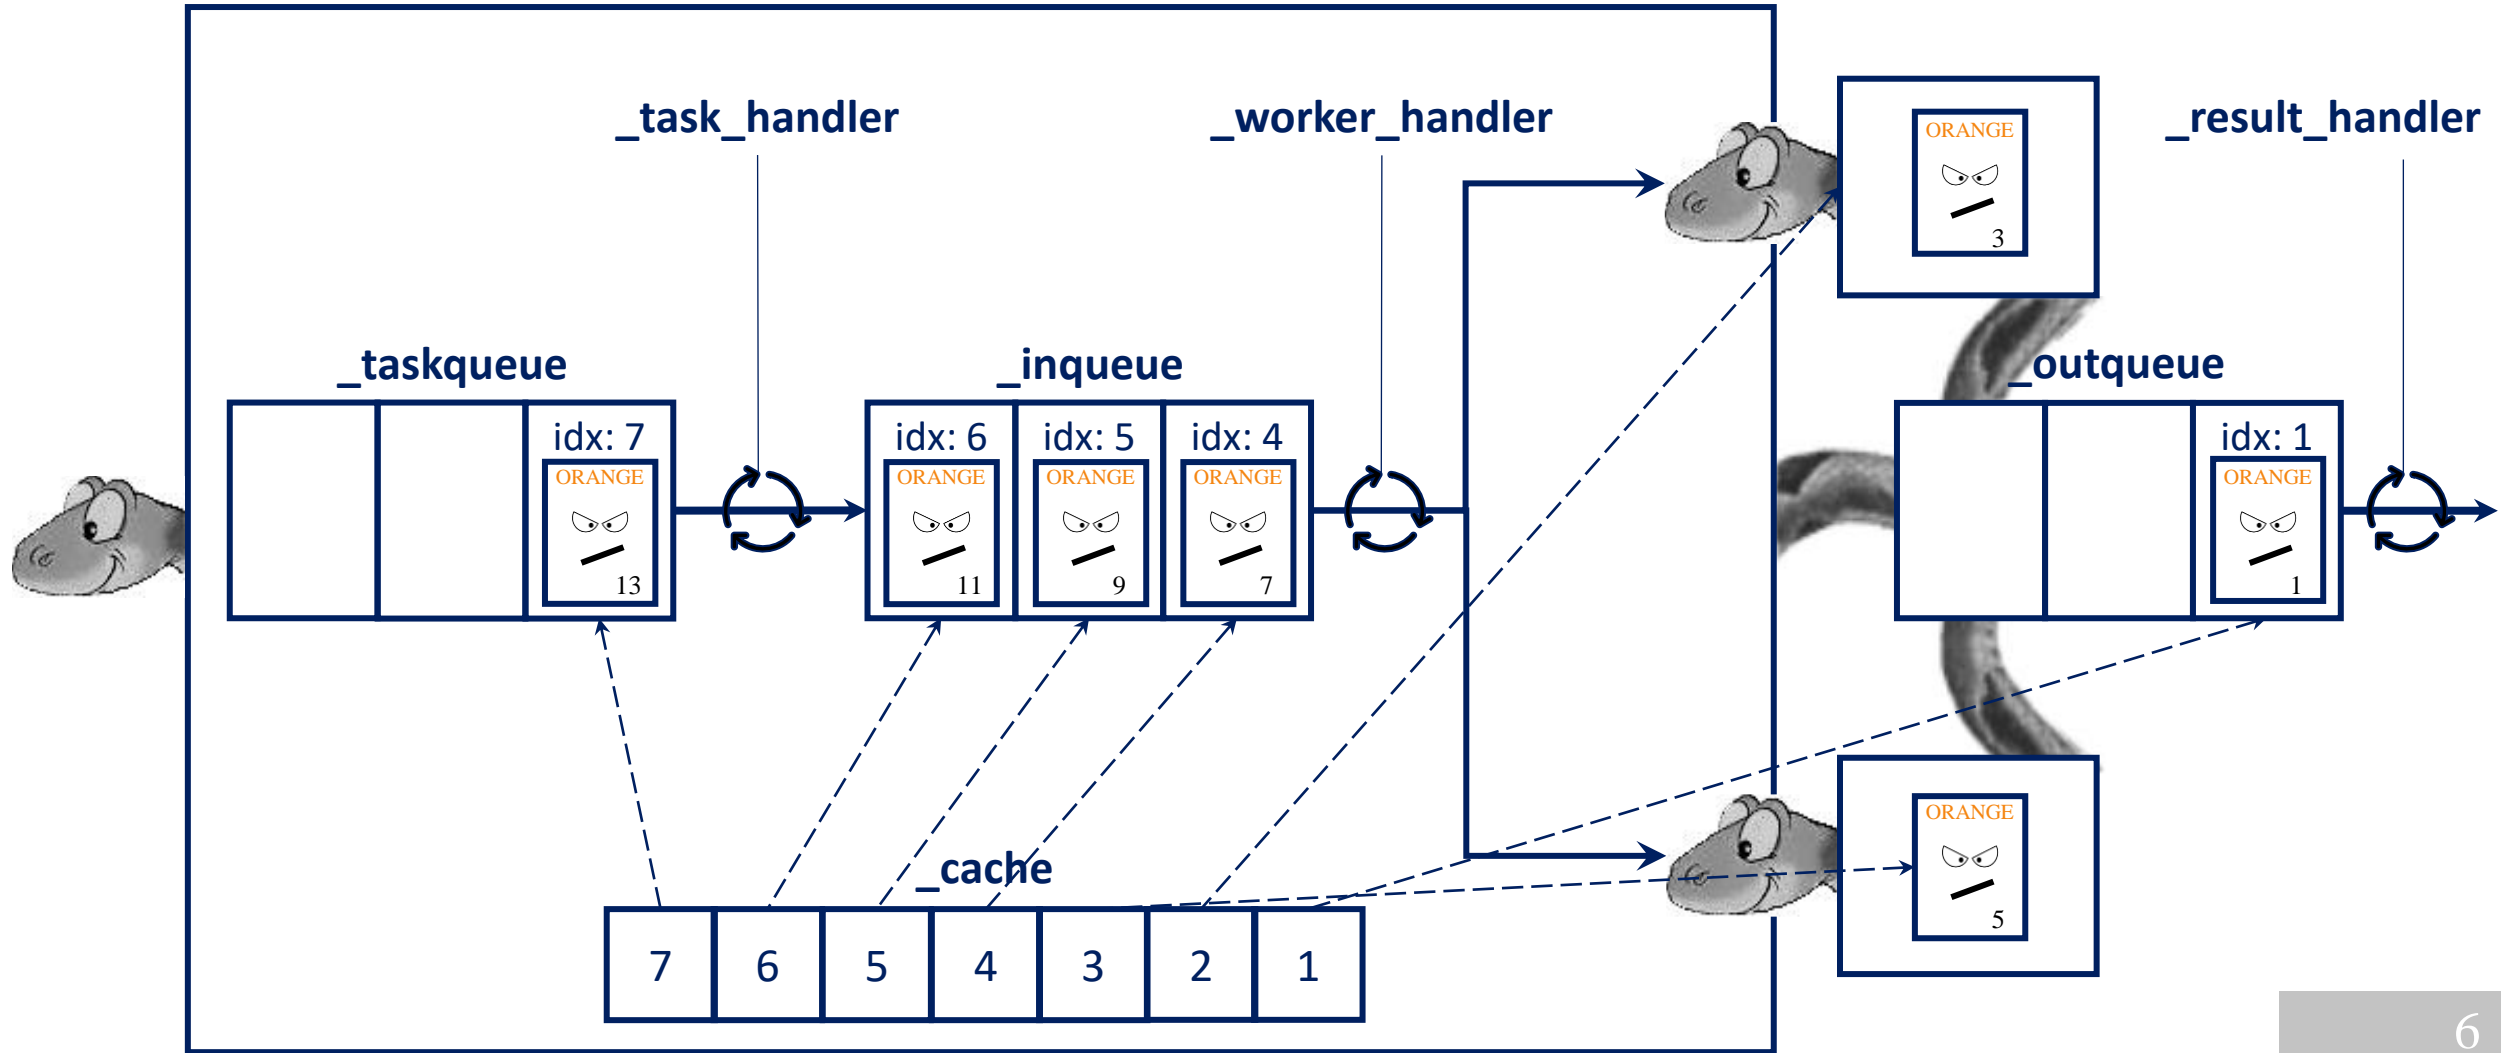 _task_handler
_worker_handler
_result_handler
ORANGE
3
_taskqueue
_inqueue
_outqueue
idx: 7
ORANGE
13
idx: 6
ORANGE
11
idx: 5
ORANGE
9
idx: 4
ORANGE
7
idx: 1
ORANGE
1
_cache
7 6 5 4 3 2 1
ORANGE
5
6